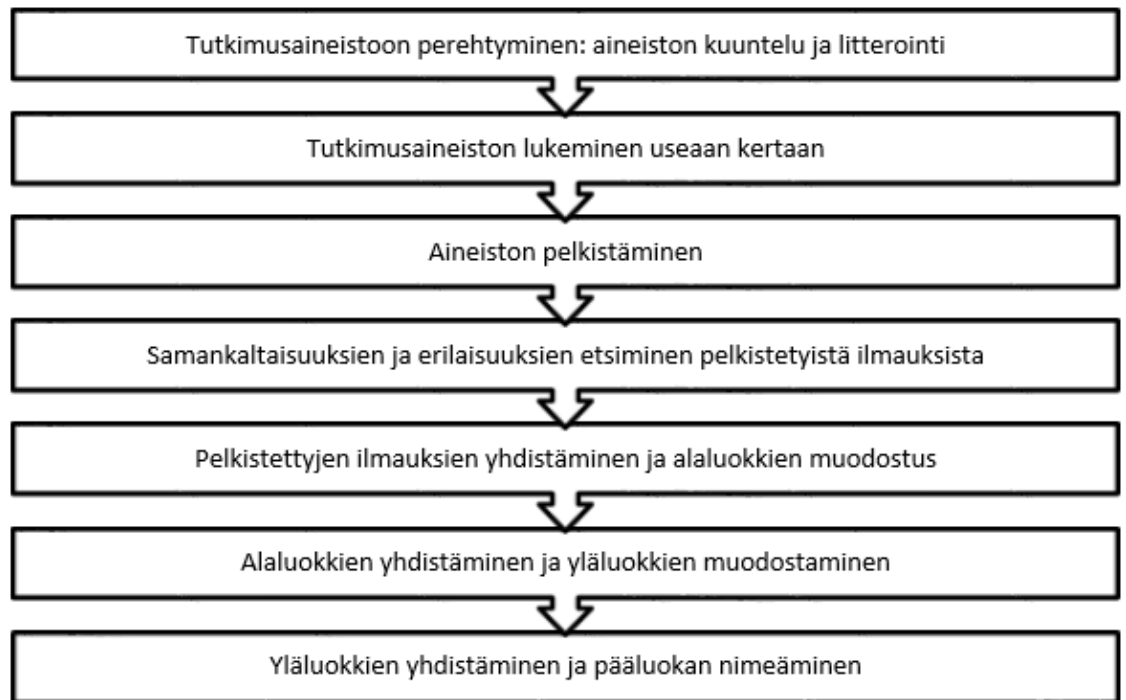 Tutkimusaineistoon perehtyminen: aineiston kuuntelu ja litterointi
Tutkimusaineiston lukeminen useaan kertaan
Aineiston pelkistäminen
Samankaltaisuuksien ja erilaisuuksien etsiminen pelkistetyistä ilmauksista
Pelkistettyjen ilmauksien yhdistäminen ja alaluokkien muodostus
Alaluokkien yhdistäminen ja yläluokkien muodostaminen
Yläluokkien yhdistäminen ja pääluokan nimeäminen